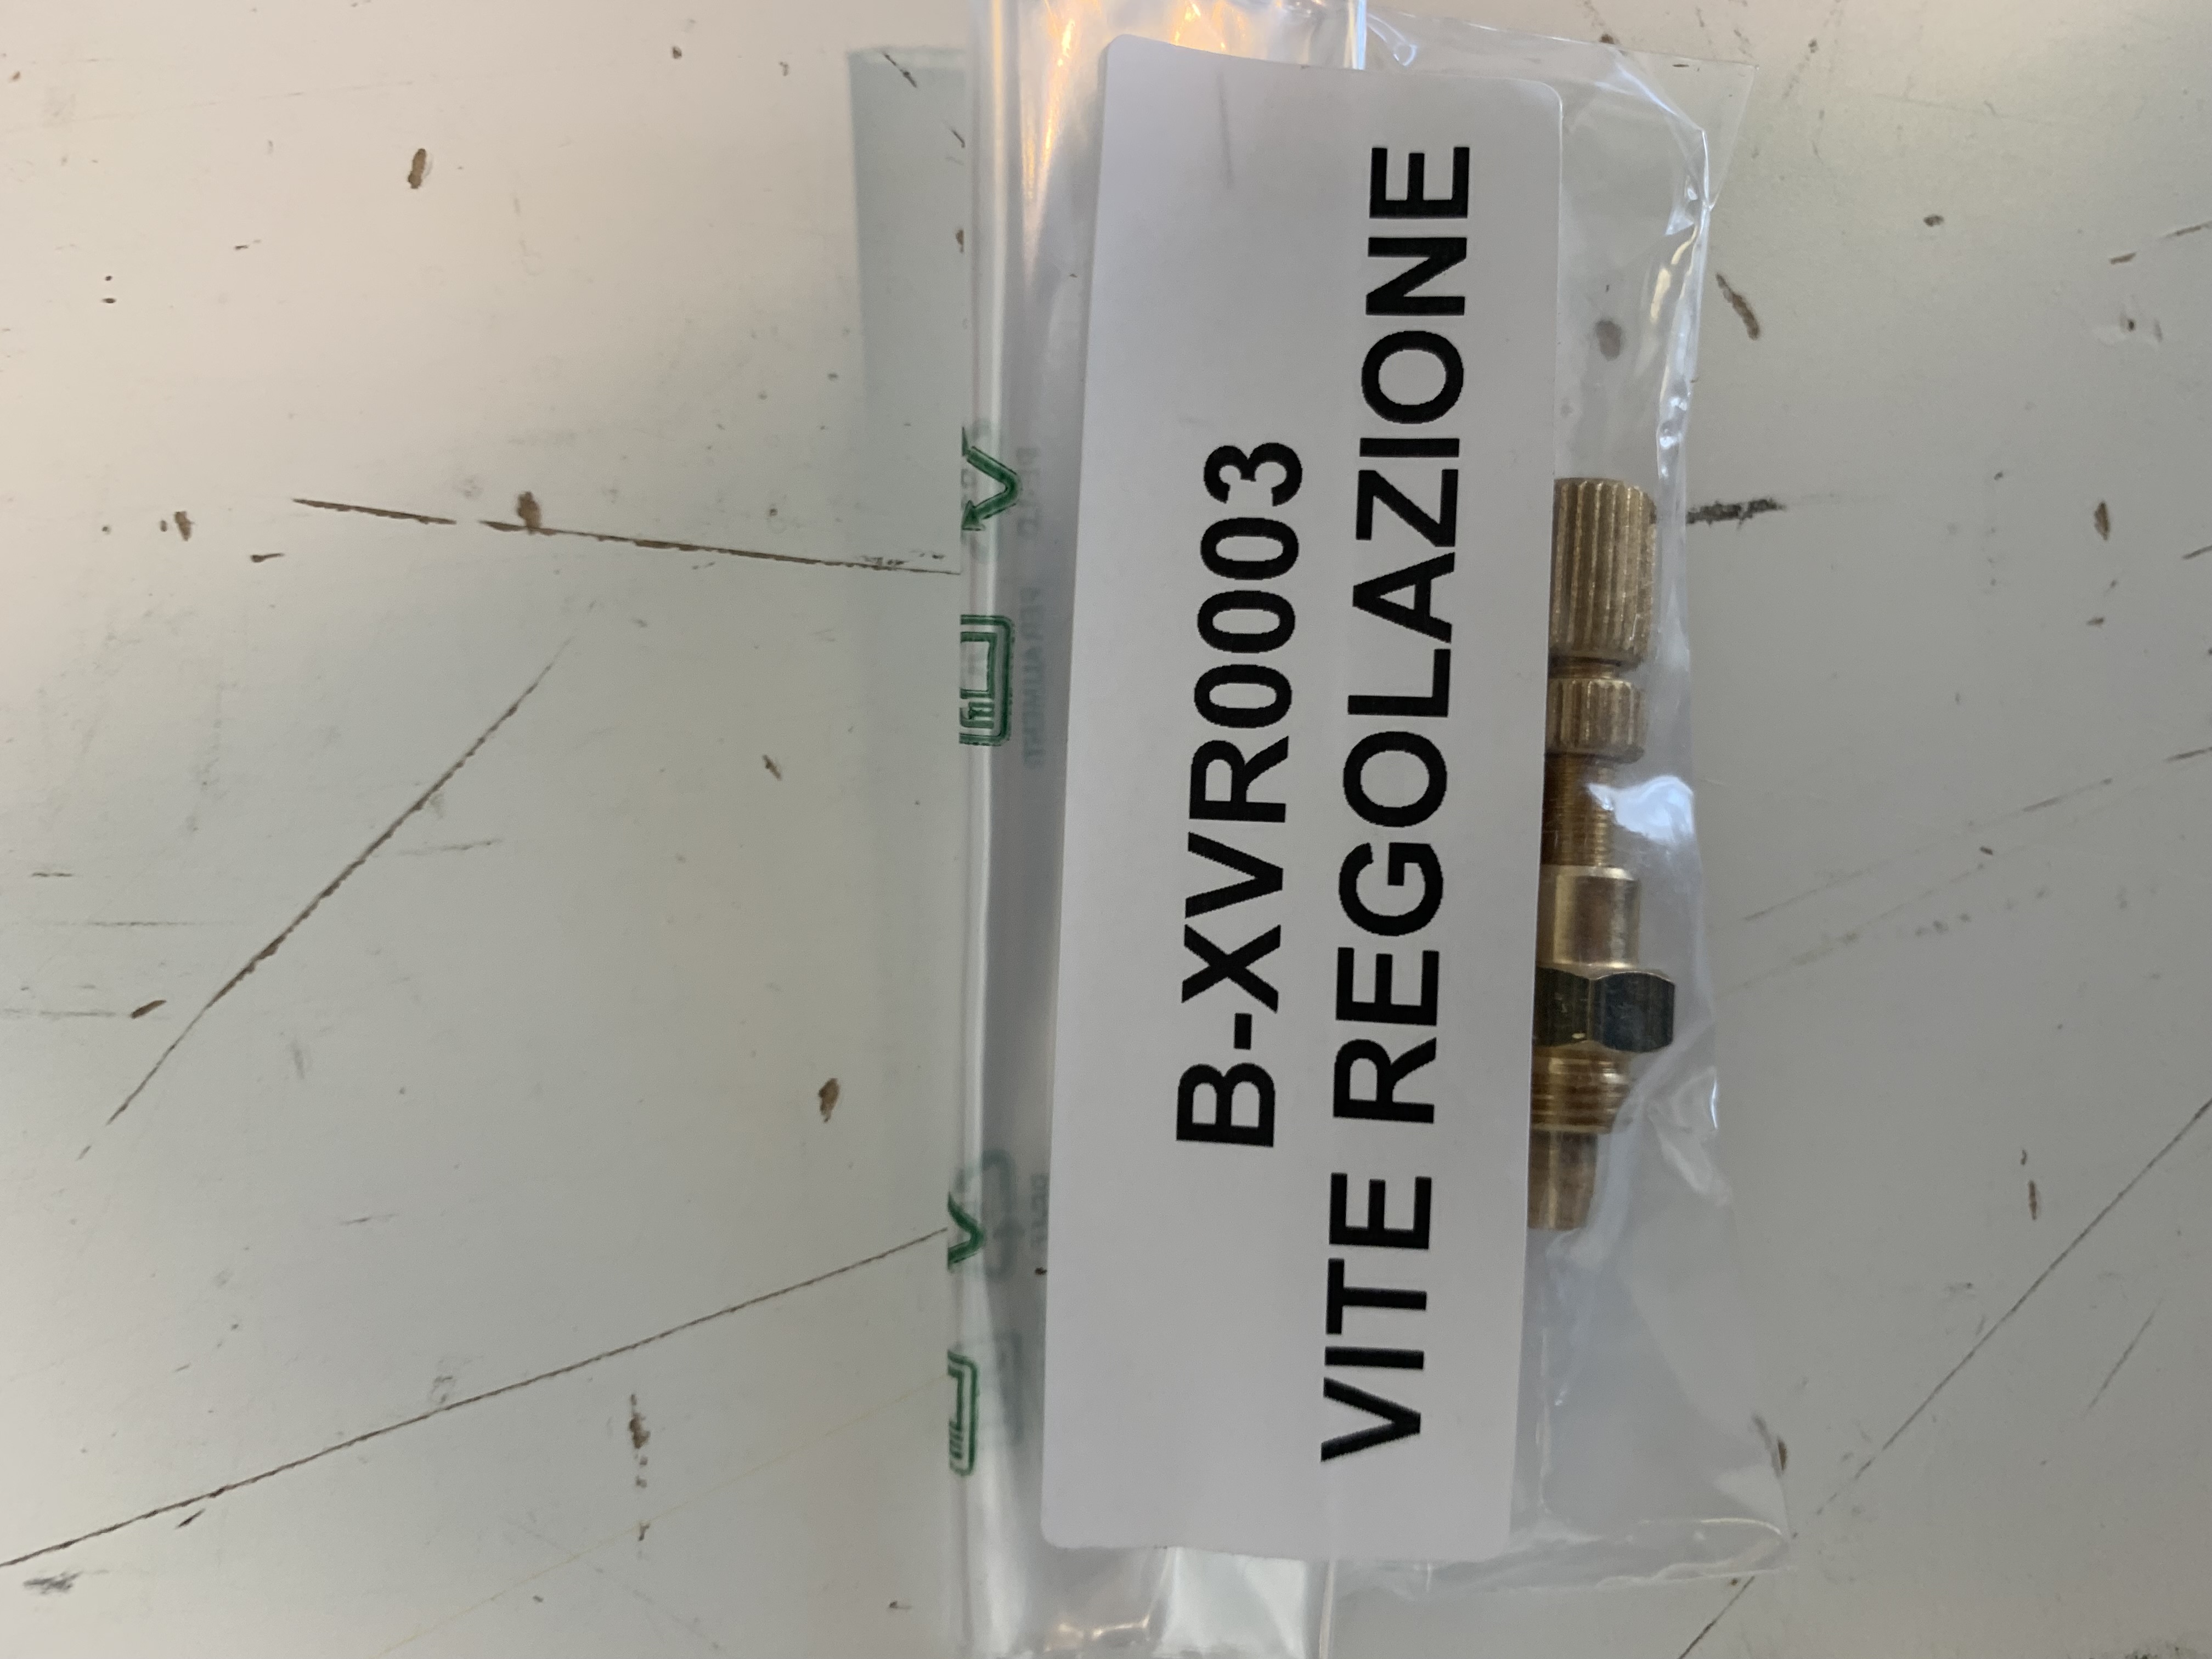 B-XVR0003
VITE REGOLAZIONE